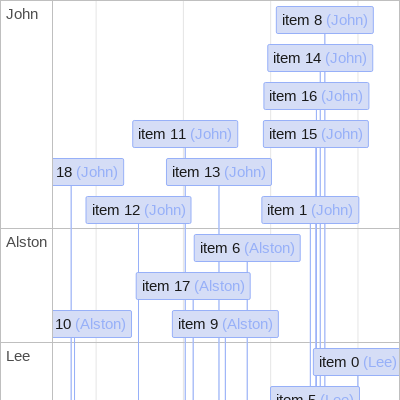 John
item 8 (John)
item 14 (John)
item 16 (John)
item 11 (John)
item 15 (John)
18 (John)
item 13 (John)
item 12 (John)
item 1 (John)
Alston
item 6 (Alston)
item 17 (Alston)
10 (Alston)
item 9 (Alston)
Lee
item 0 (Lee)
item 5 (Lee)